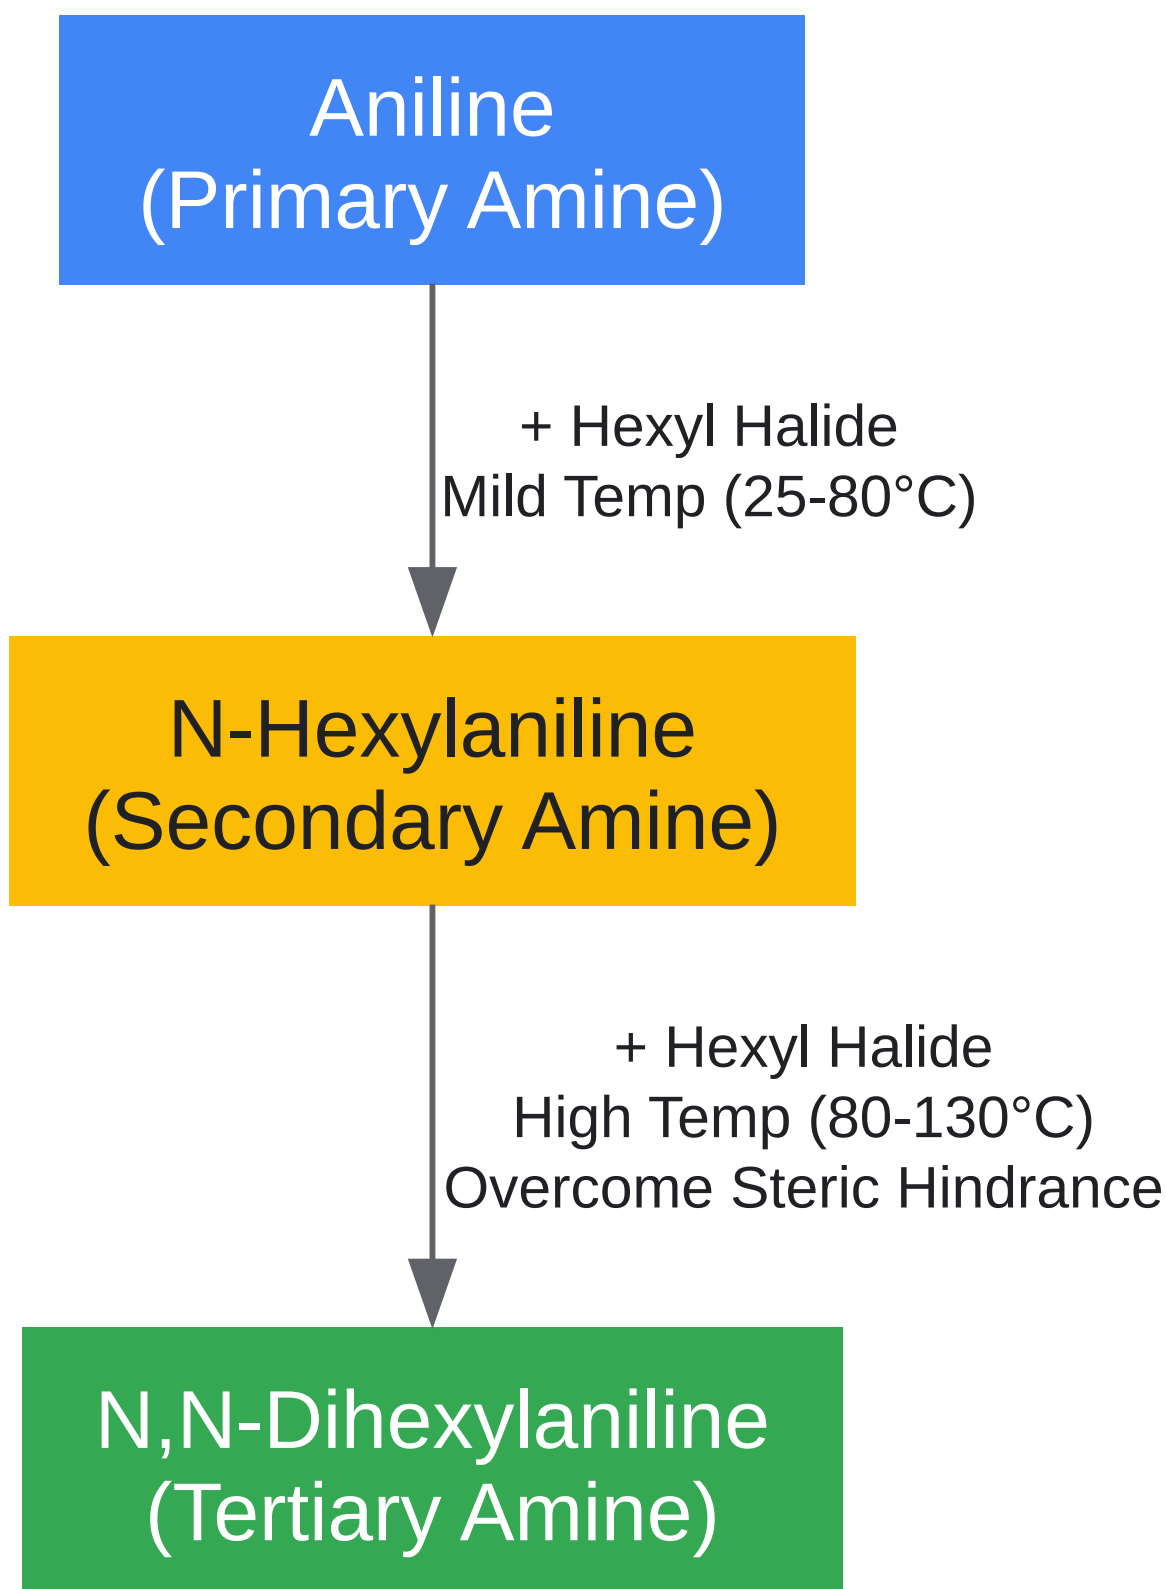 Aniline
(Primary Amine)
+ Hexyl Halide
Mild Temp (25-80°C)
N-Hexylaniline
(Secondary Amine)
+ Hexyl Halide
High Temp (80-130°C)
Overcome Steric Hindrance
N,N-Dihexylaniline
(Tertiary Amine)